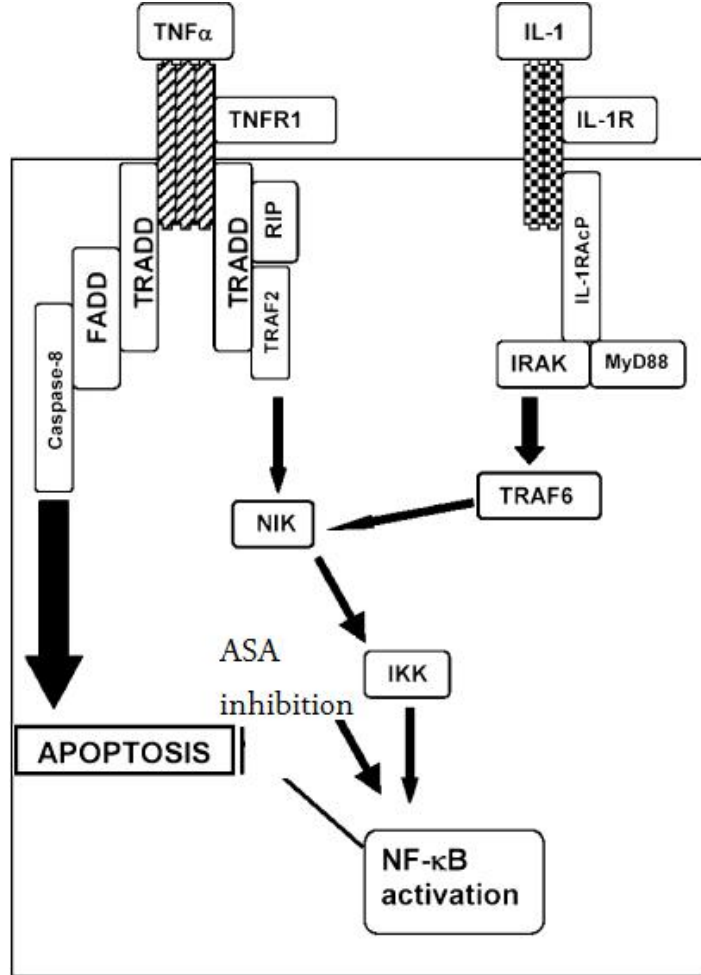 TNFα
IL-1
TNFR1
IL-1R
TRADD
TRADD
RIP
TRAF2
FADD
Caspase-8
IL-1RAcP
IRAK
MyD88
TRAF6
NIK
ASA
inhibition
IKK
APOPTOSIS
NF-κB
activation